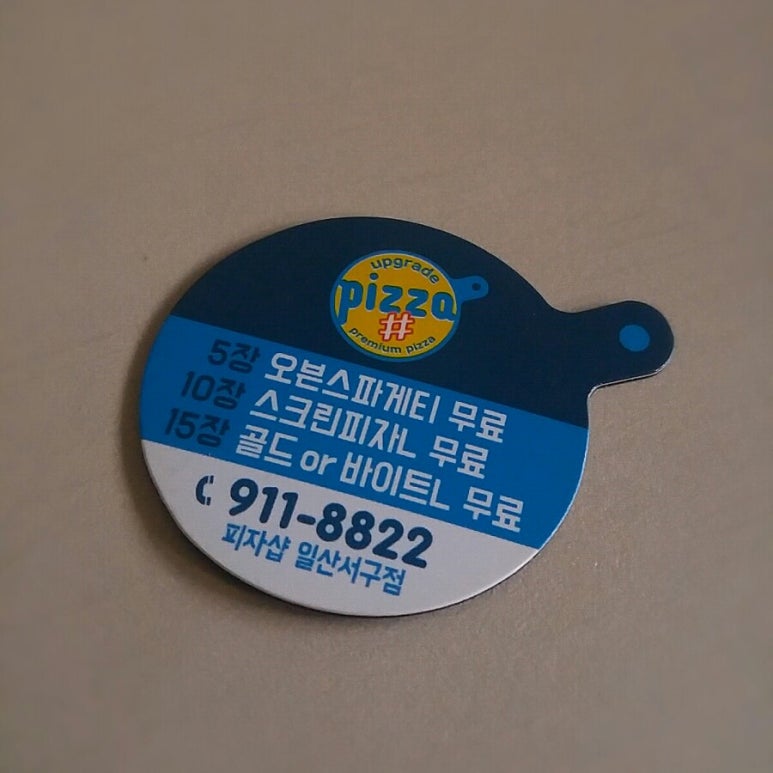 upgrade
pizza
#
premium pizza
5장 오븐스파게티 무료
10장 스크린피자L 무료
15장 골드 or 바이트L 무료
911-8822
피자샵 일산서구점